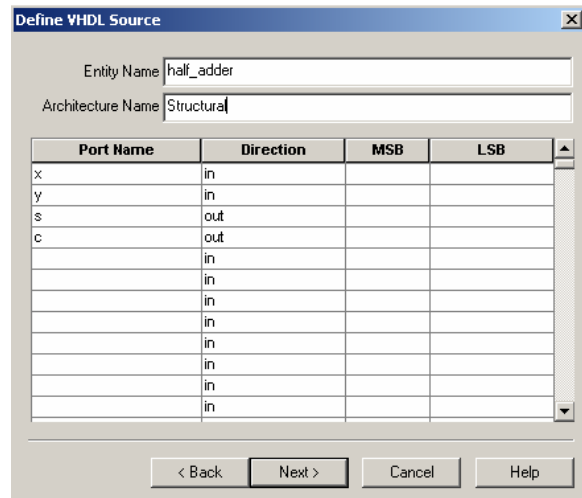 Define VHDL Source
Entity Name half_adder
Architecture Name Structural
Port Name Direction MSB LSB
x in
y in
s out
c out
in
in
in
in
in
in
in
in
< Back Next > Cancel Help